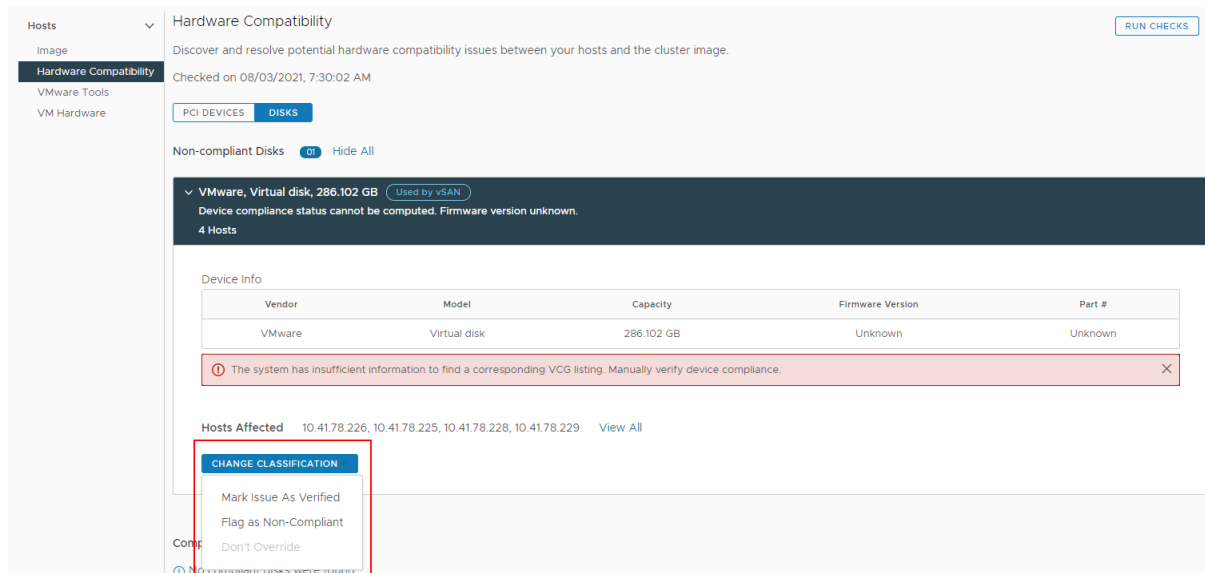 Hosts
Image
Hardware Compatibility
VMware Tools
VM Hardware
Hardware Compatibility
RUN CHECKS
Discover and resolve potential hardware compatibility issues between your hosts and the cluster image.
Checked on 08/03/2021, 7:30:02 AM
PCI DEVICES DISKS
Non-compliant Disks 01 Hide All
VMware, Virtual disk, 286.102 GB Used by vSAN
Device compliance status cannot be computed. Firmware version unknown.
4 Hosts
Device Info
Vendor Model Capacity Firmware Version Part #
VMware Virtual disk 286.102 GB Unknown Unknown
The system has insufficient information to find a corresponding VCG listing. Manually verify device compliance.
Hosts Affected 10.41.78.226, 10.41.78.225, 10.41.78.228, 10.41.78.229 View All
CHANGE CLASSIFICATION
Mark Issue As Verified
Flag as Non-Compliant
Don't Override
No compliant disks were found